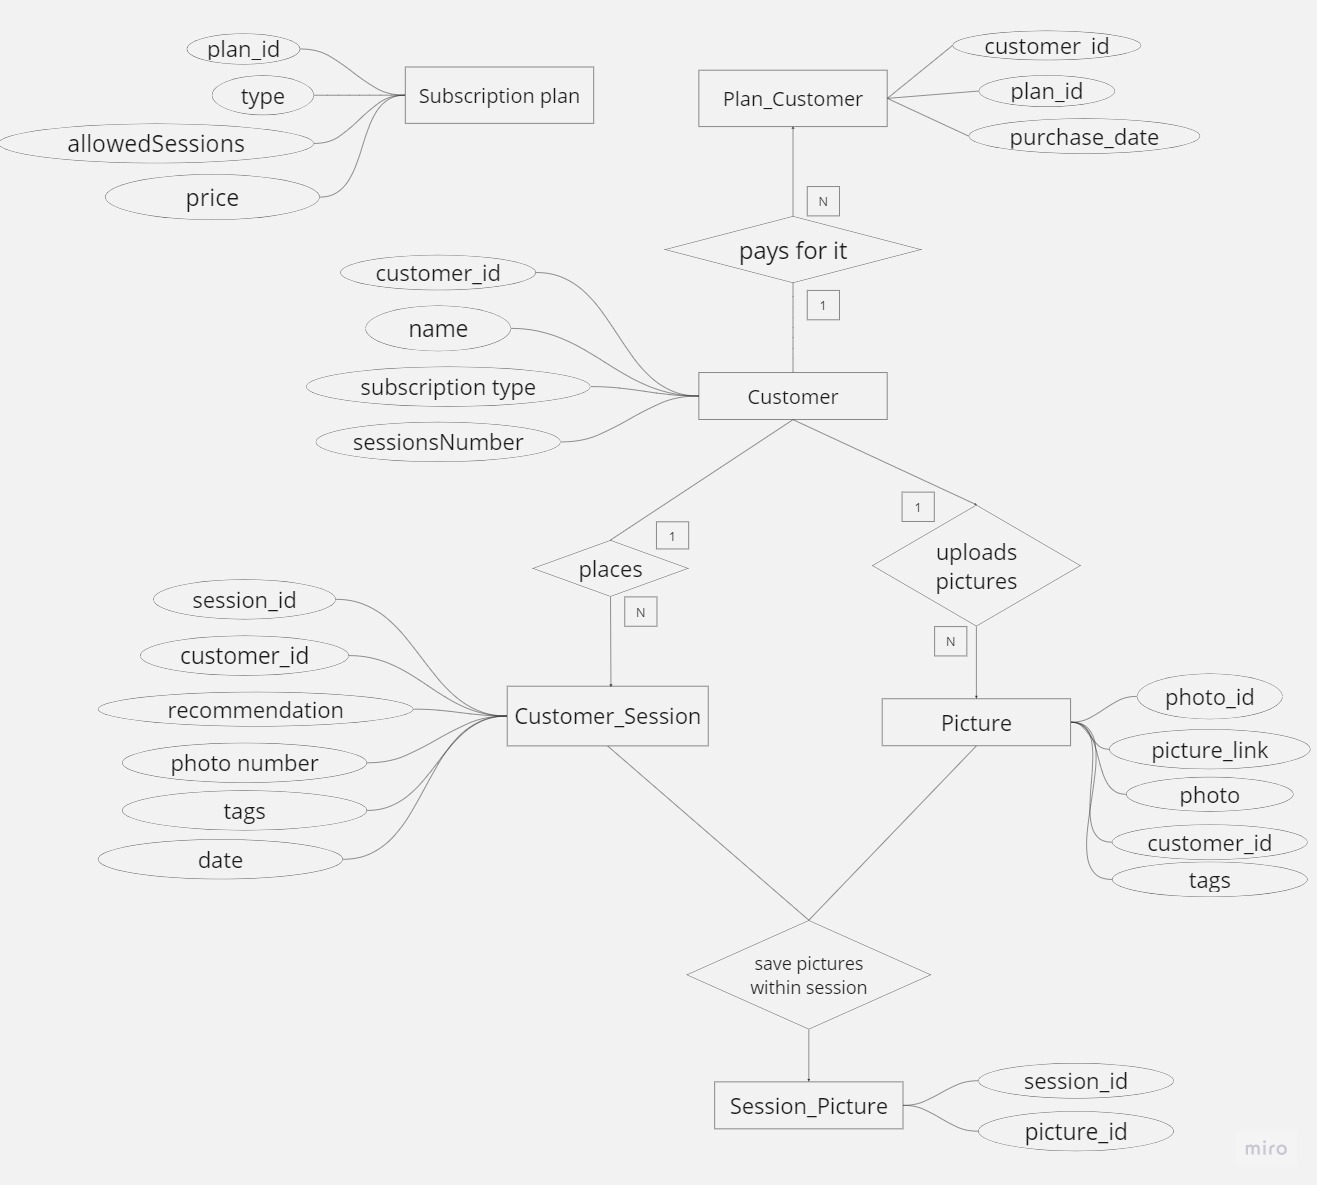 plan_id
type
allowedSessions
price
Subscription plan
Plan_Customer
customer_id
plan_id
purchase_date
N
pays for it
1
customer_id
name
subscription type
sessionsNumber
Customer
1
places
N
1
uploads
pictures
N
session_id
customer_id
recommendation
photo number
tags
date
Customer_Session
Picture
photo_id
picture_link
photo
customer_id
tags
save pictures
within session
Session_Picture
session_id
picture_id
miro